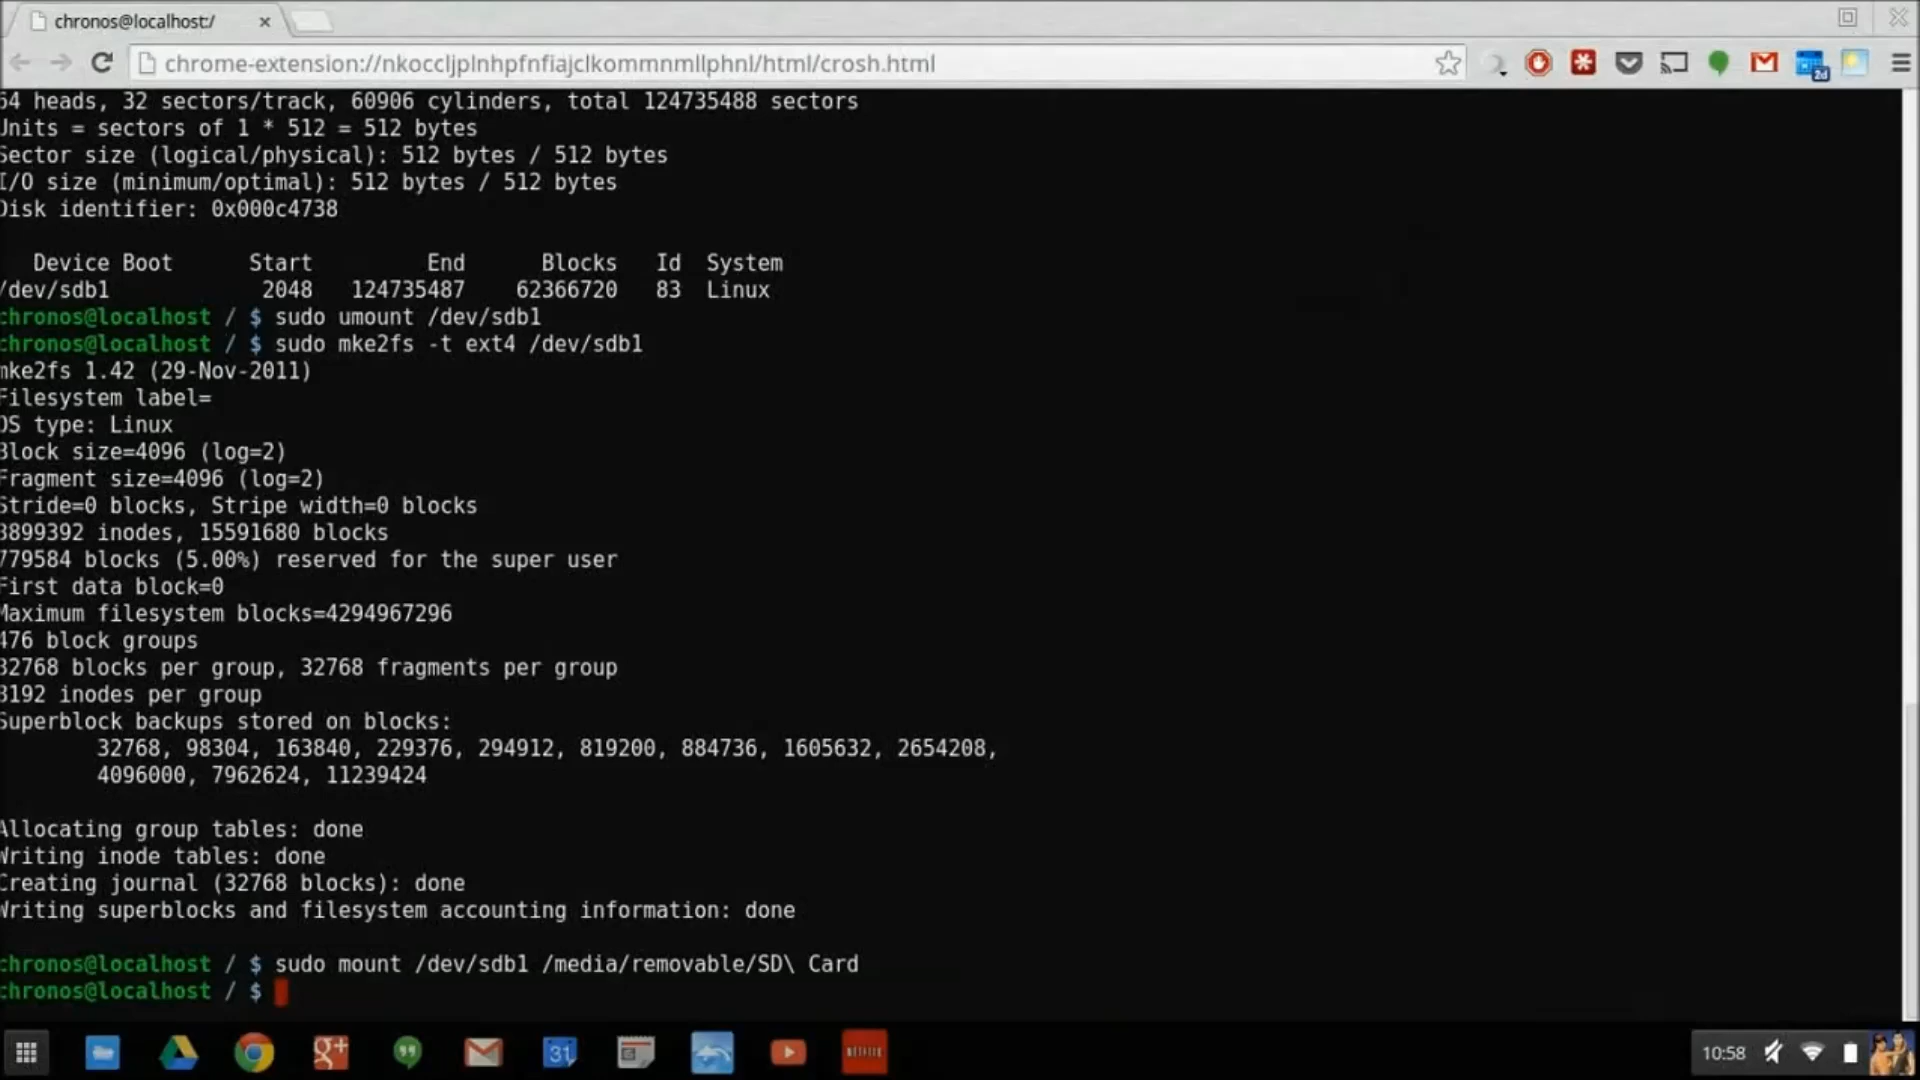 chronos@localhost:/
chrome-extension://nkoccljplnhpfnfiajclkommnmllphnl/html/crosh.html
2d
64 heads, 32 sectors/track, 60906 cylinders, total 124735488 sectors
Units = sectors of 1 * 512 = 512 bytes
Sector size (logical/physical): 512 bytes / 512 bytes
I/O size (minimum/optimal): 512 bytes / 512 bytes
Disk identifier: 0x000c4738
Device Boot Start End Blocks Id System
/dev/sdb1 2048 124735487 62366720 83 Linux
chronos@localhost / $ sudo umount /dev/sdb1
chronos@localhost / $ sudo mke2fs -t ext4 /dev/sdb1
mke2fs 1.42 (29-Nov-2011)
Filesystem label=
OS type: Linux
Block size=4096 (log=2)
Fragment size=4096 (log=2)
Stride=0 blocks, Stripe width=0 blocks
3899392 inodes, 15591680 blocks
779584 blocks (5.00%) reserved for the super user
First data block=0
Maximum filesystem blocks=4294967296
476 block groups
32768 blocks per group, 32768 fragments per group
8192 inodes per group
Superblock backups stored on blocks:
32768, 98304, 163840, 229376, 294912, 819200, 884736, 1605632, 2654208,
4096000, 7962624, 11239424
Allocating group tables: done
Writing inode tables: done
Creating journal (32768 blocks): done
Writing superblocks and filesystem accounting information: done
chronos@localhost / $ sudo mount /dev/sdb1 /media/removable/SD\ Card
chronos@localhost / $
g+
31
NETFLIX
10:58